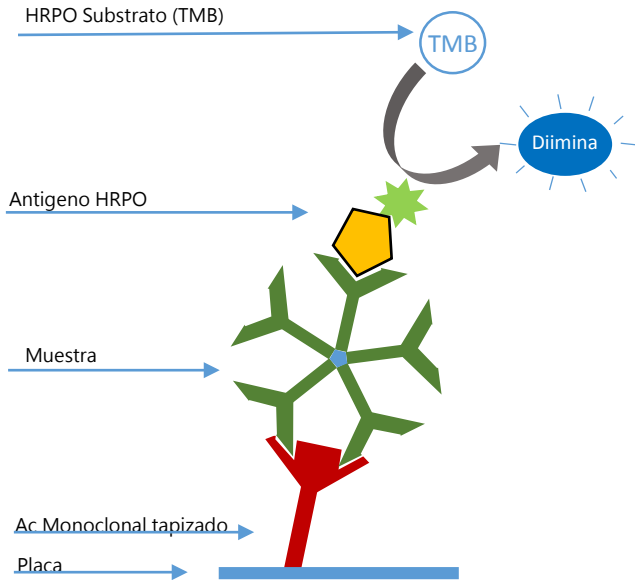 HRPO Substrato (TMB)
TMB
Diimina
Antigeno HRPO
Muestra
Ac Monoclonal tapizado
Placa